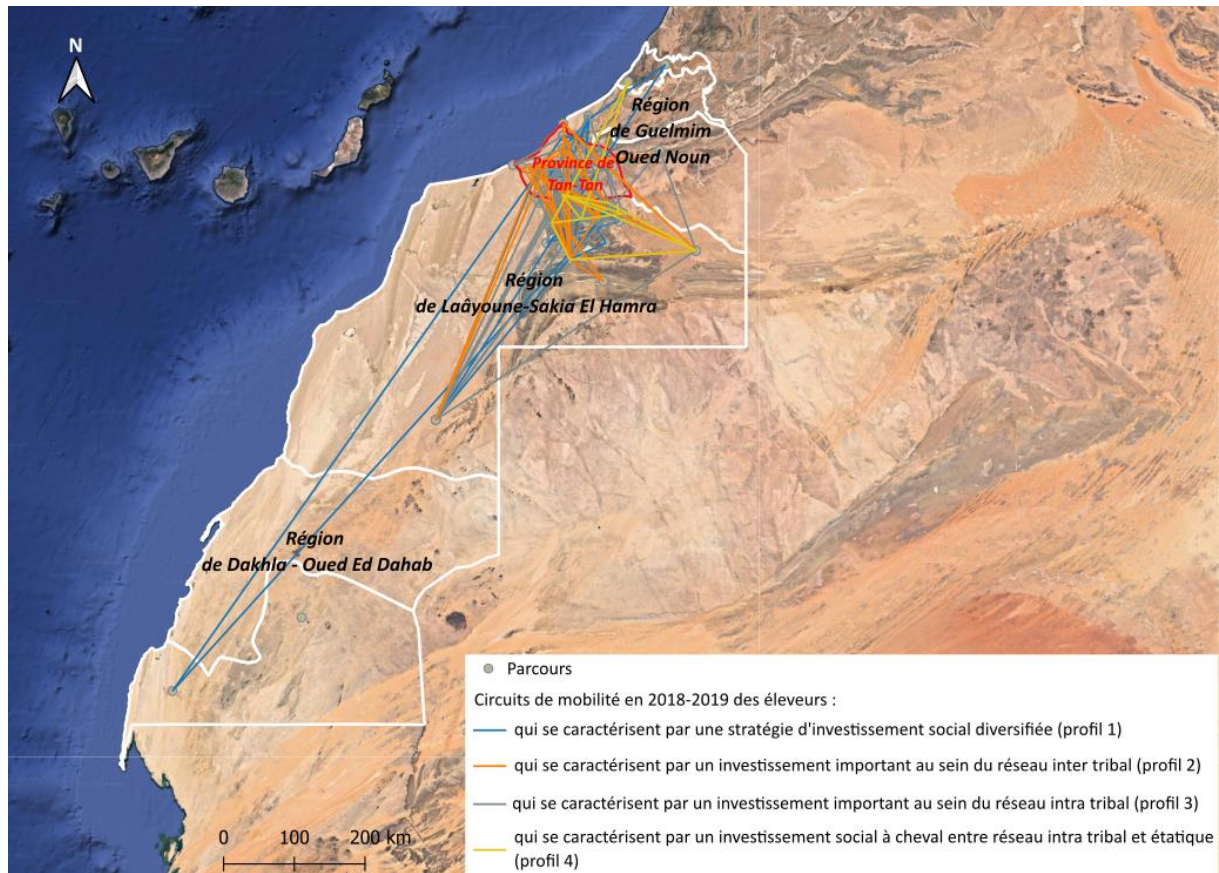 N
Région
de Guelmim
Oued Noun
Province de
Tan-Tan
Région
de Laâyoune-Sakia El Hamra
Région
de Dakhla - Oued Ed Dahab
Parcours
Circuits de mobilité en 2018-2019 des éleveurs :
qui se caractérisent par une stratégie d'investissement social diversifiée (profil 1)
qui se caractérisent par un investissement important au sein du réseau inter tribal (profil 2)
qui se caractérisent par un investissement important au sein du réseau intra tribal (profil 3)
qui se caractérisent par un investissement social à cheval entre réseau intra tribal et étatique
(profil 4)
0 100 200 km